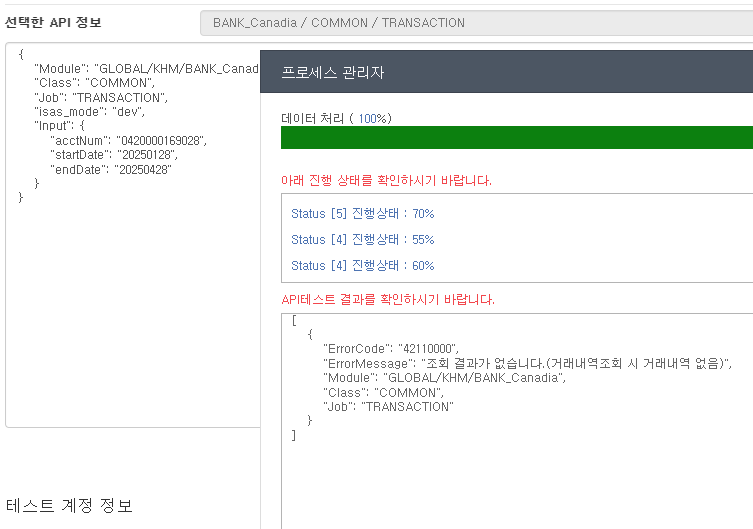 선택한 API 정보
BANK_Canadia / COMMON / TRANSACTION
{
"Module": "GLOBAL/KHM/BANK_Canad
"Class": "COMMON",
"Job": "TRANSACTION",
"isas_mode": "dev",
"Input": {
"acctNum": "0420000169028",
"startDate": "20250128",
"endDate": "20250428"
}
}
테스트 계정 정보
프로세스 관리자
데이터 처리 ( 100%)
아래 진행 상태를 확인하시기 바랍니다.
Status [5] 진행상태 : 70%
Status [4] 진행상태 : 55%
Status [4] 진행상태 : 60%
API테스트 결과를 확인하시기 바랍니다.
[
{
"ErrorCode": "42110000",
"ErrorMessage": "조회 결과가 없습니다.(거래내역조회 시 거래내역 없음)",
"Module": "GLOBAL/KHM/BANK_Canadia",
"Class": "COMMON",
"Job": "TRANSACTION"
}
]